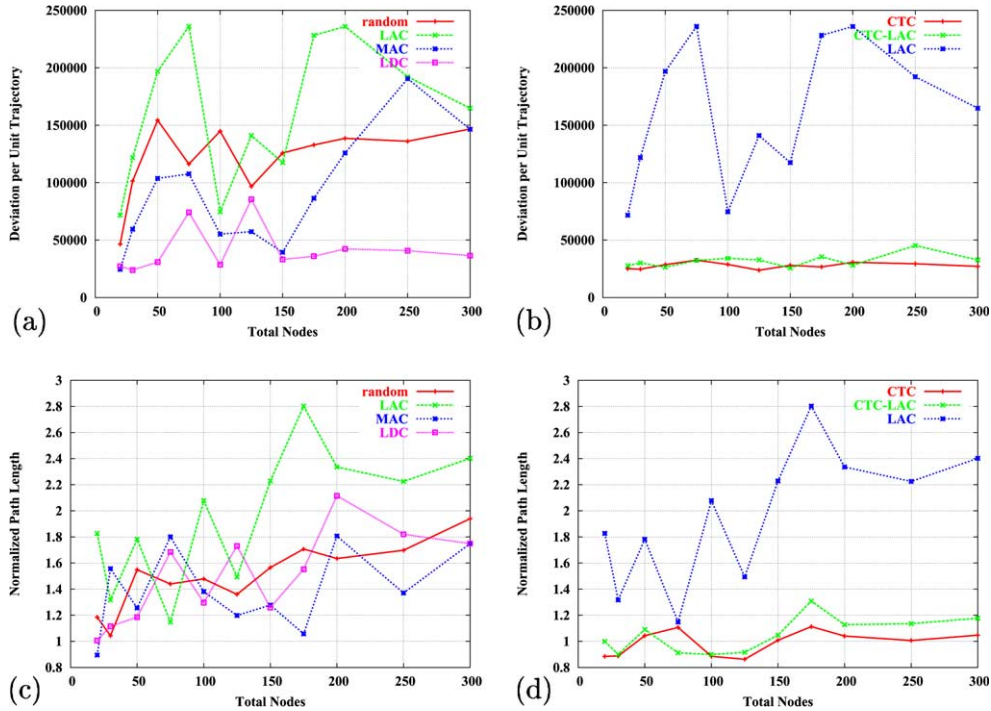 250000
200000
150000
100000
50000
0
Deviation per Unit Trajectory
random
LAC
MAC
LDC
0 50 100 150 200 250 300
Total Nodes
(a)
250000
200000
150000
100000
50000
0
Deviation per Unit Trajectory
CTC
CTC-LAC
LAC
0 50 100 150 200 250 300
Total Nodes
(b)
3
2.8
2.6
2.4
2.2
2
1.8
1.6
1.4
1.2
1
0.8
Normalized Path Length
random
LAC
MAC
LDC
0 50 100 150 200 250 300
Total Nodes
(c)
3
2.8
2.6
2.4
2.2
2
1.8
1.6
1.4
1.2
1
0.8
Normalized Path Length
CTC
CTC-LAC
LAC
0 50 100 150 200 250 300
Total Nodes
(d)